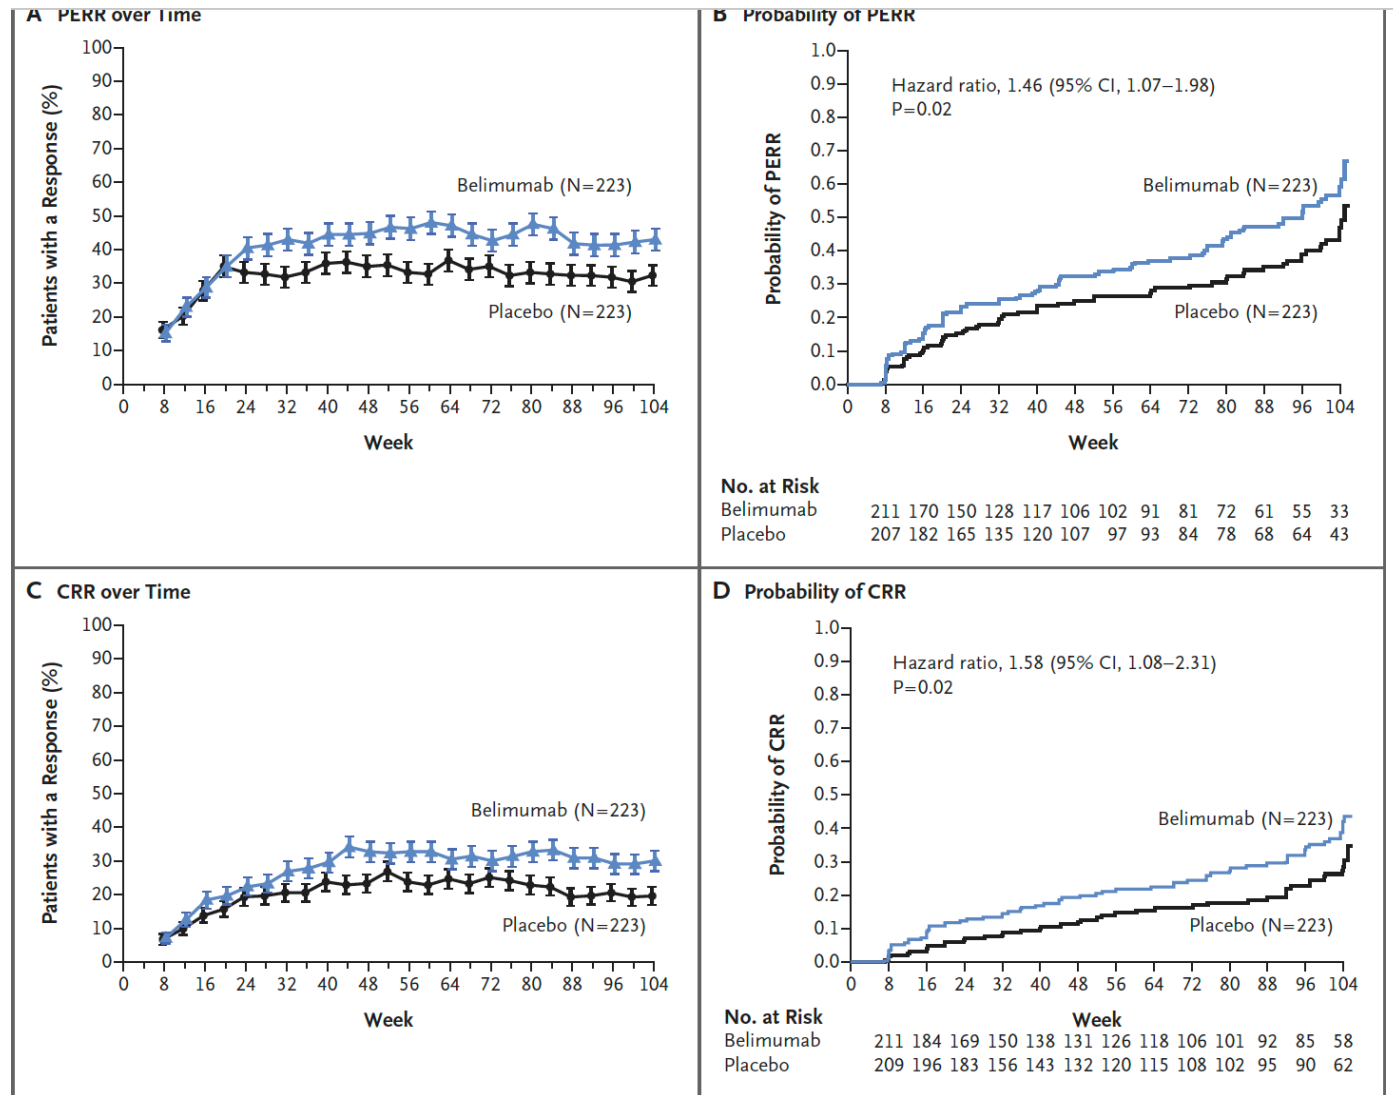 A PERR over Time
100
90
80
70
60
50
40
30
20
10
0
Patients with a Response (%)
Belimumab (N=223)
Placebo (N=223)
0 8 16 24 32 40 48 56 64 72 80 88 96 104
Week
B Probability of PERR
1.0
0.9
0.8
0.7
0.6
0.5
0.4
0.3
0.2
0.1
0.0
Probability of PERR
Hazard ratio, 1.46 (95% CI, 1.07–1.98)
P=0.02
Belimumab (N=223)
Placebo (N=223)
0 8 16 24 32 40 48 56 64 72 80 88 96 104
Week
No. at Risk
Belimumab 211 170 150 128 117 106 102 91 81 72 61 55 33
Placebo 207 182 165 135 120 107 97 93 84 78 68 64 43
C CRR over Time
100
90
80
70
60
50
40
30
20
10
0
Patients with a Response (%)
Belimumab (N=223)
Placebo (N=223)
0 8 16 24 32 40 48 56 64 72 80 88 96 104
Week
D Probability of CRR
1.0
0.9
0.8
0.7
0.6
0.5
0.4
0.3
0.2
0.1
0.0
Probability of CRR
Hazard ratio, 1.58 (95% CI, 1.08–2.31)
P=0.02
Belimumab (N=223)
Placebo (N=223)
0 8 16 24 32 40 48 56 64 72 80 88 96 104
Week
No. at Risk
Belimumab 211 184 169 150 138 131 126 118 106 101 92 85 58
Placebo 209 196 183 156 143 132 120 115 108 102 95 90 62